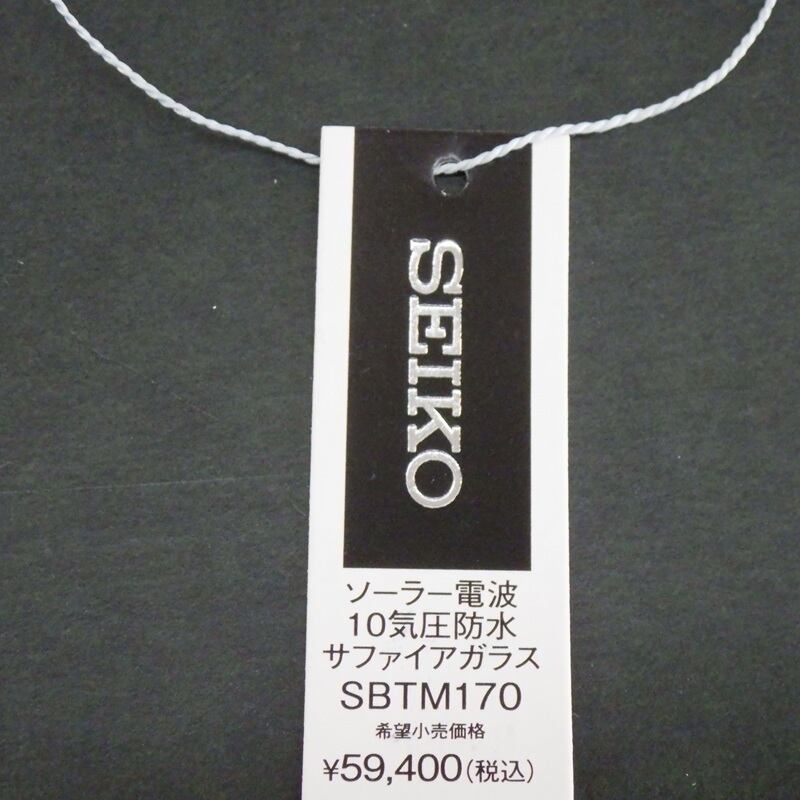 SEIKO
ソーラー電波
10気圧防水
サファイアガラス
SBTM170
希望小売価格
¥59,400(税込)